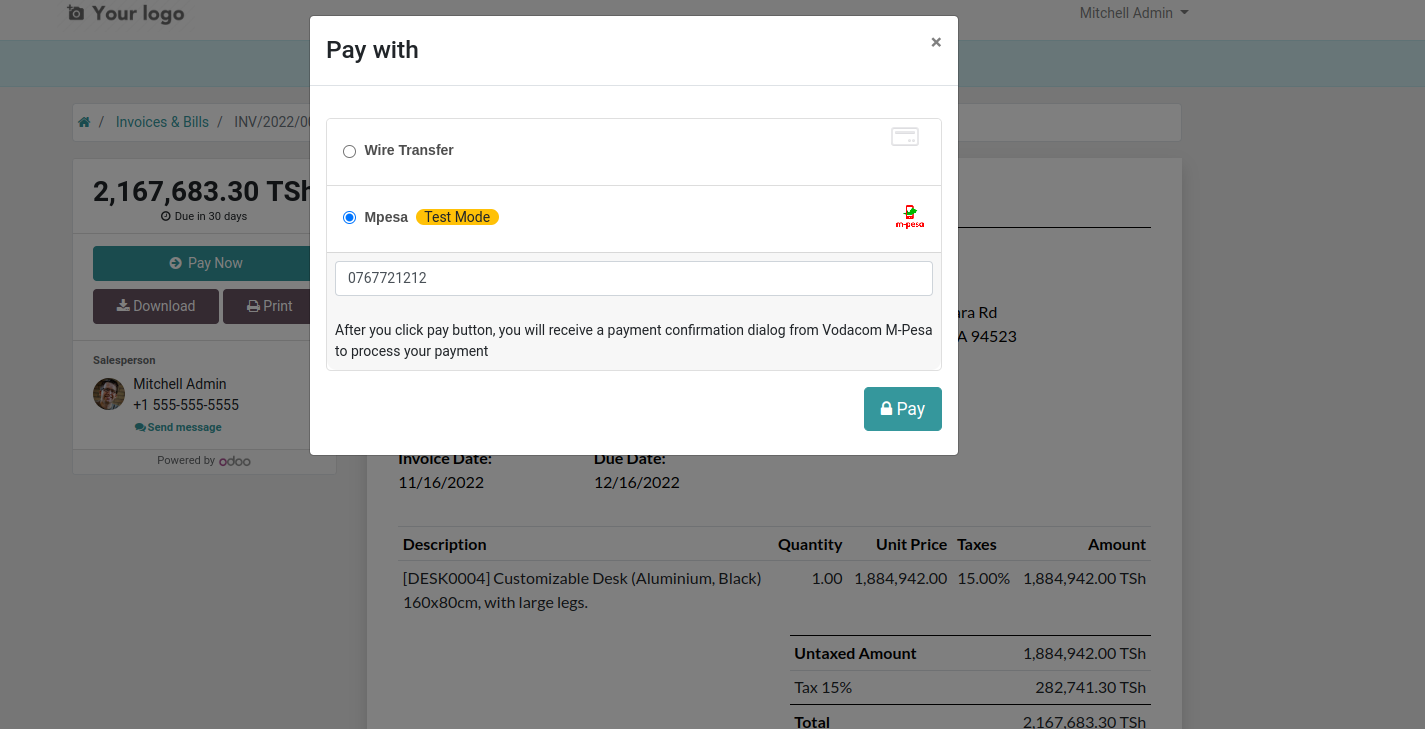 Your logo
Mitchell Admin
Pay with
×
/ Invoices & Bills / INV/2022/0
Wire Transfer
2,167,683.30 TSh
Due in 30 days
Mpesa Test Mode
m-pesa
Pay Now
0767721212
Download
Print
After you click pay button, you will receive a payment confirmation dialog from Vodacom M-Pesa
to process your payment
ara Rd
A 94523
Salesperson
Mitchell Admin
+1 555-555-5555
Send message
Pay
Powered by odoo
Invoice Date: Due Date:
11/16/2022 12/16/2022
Description Quantity Unit Price Taxes Amount
[DESK0004] Customizable Desk (Aluminium, Black) 1.00 1,884,942.00 15.00% 1,884,942.00 TSh
160x80cm, with large legs.
Untaxed Amount 1,884,942.00 TSh
Tax 15% 282,741.30 TSh
Total 2,167,683.30 TSh